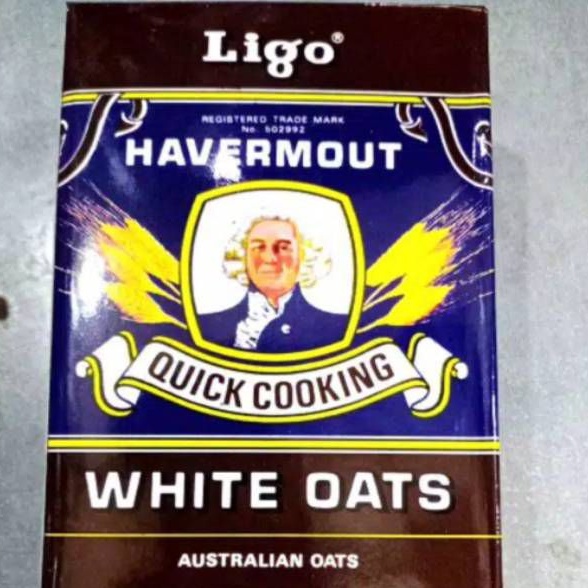 Ligo®
REGISTERED TRADE MARK
No. 502992
HAVERMOUT
QUICK COOKING
WHITE OATS
AUSTRALIAN OATS